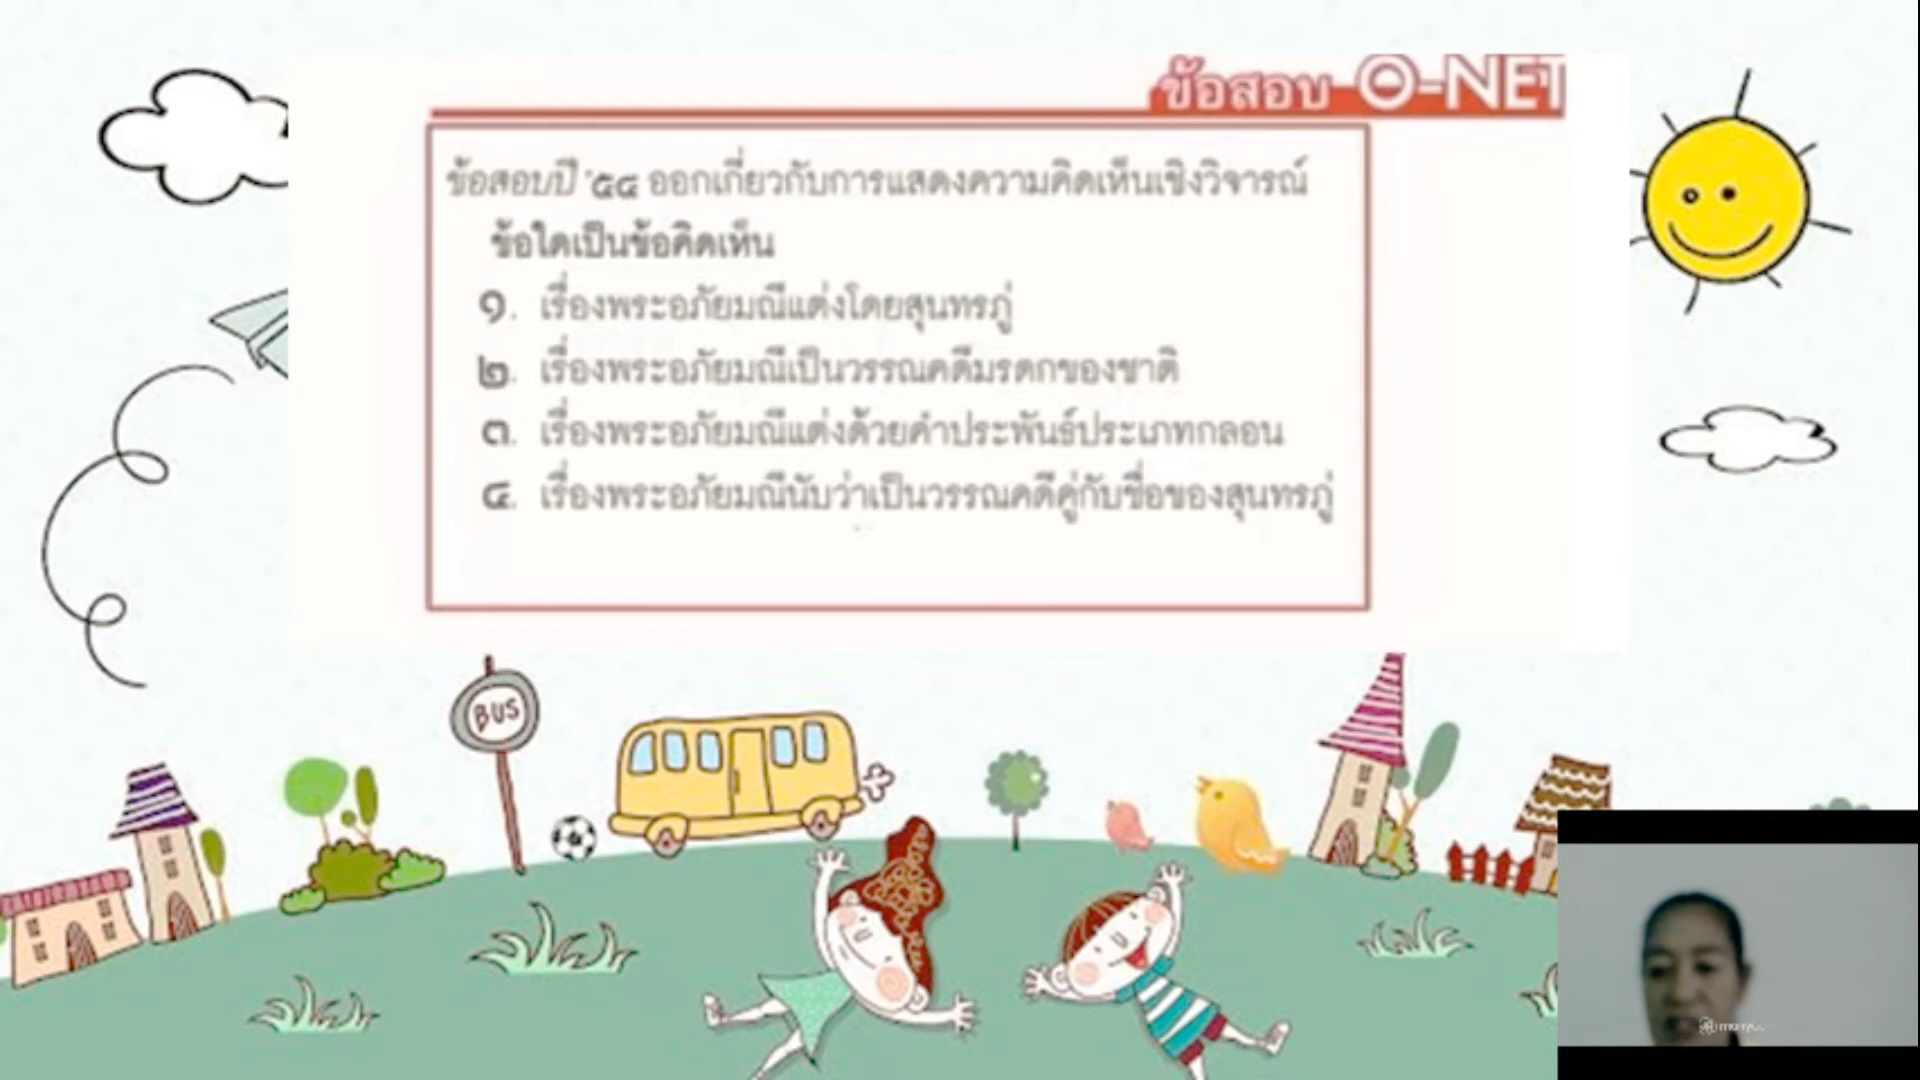 ข้อสอบ O-NET
ข้อสอบปี '๕๔ ออกเกี่ยวกับการแสดงความคิดเห็นเชิงวิจารณ์
ข้อใดเป็นข้อคิดเห็น
๑. เรื่องพระอภัยมณีแต่งโดยสุนทรภู่
๒. เรื่องพระอภัยมณีเป็นวรรณคดีมรดกของชาติ
๓. เรื่องพระอภัยมณีแต่งด้วยคำประพันธ์ประเภทกลอน
๔. เรื่องพระอภัยมณีนับว่าเป็นวรรณคดีคู่กับชื่อของสุนทรภู่
BUS